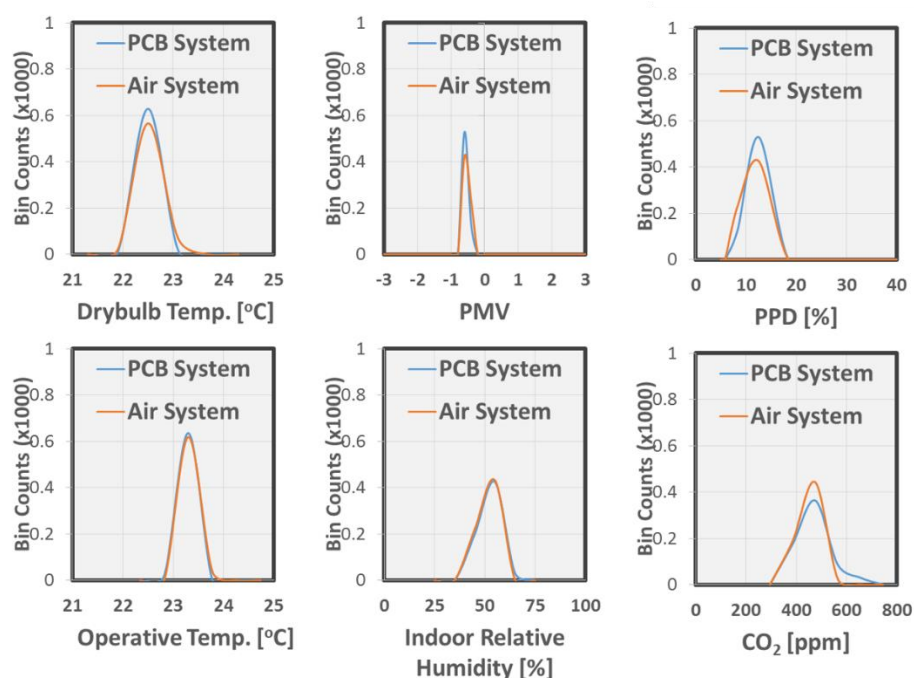 1
0.8
0.6
0.4
0.2
0
Bin Counts (x1000)
PCB System
Air System
21 22 23 24 25
Drybulb Temp. [°C]
1
0.8
0.6
0.4
0.2
0
Bin Counts (x1000)
PCB System
Air System
-3 -2 -1 0 1 2 3
PMV
1
0.8
0.6
0.4
0.2
0
Bin Counts (x1000)
PCB System
Air System
0 10 20 30 40
PPD [%]
1
0.8
0.6
0.4
0.2
0
Bin Counts (x1000)
PCB System
Air System
21 22 23 24 25
Operative Temp. [°C]
1
0.8
0.6
0.4
0.2
0
Bin Counts (x1000)
PCB System
Air System
0 25 50 75 100
Indoor Relative
Humidity [%]
1
0.8
0.6
0.4
0.2
0
Bin Counts (x1000)
PCB System
Air System
0 200 400 600 800
CO₂ [ppm]